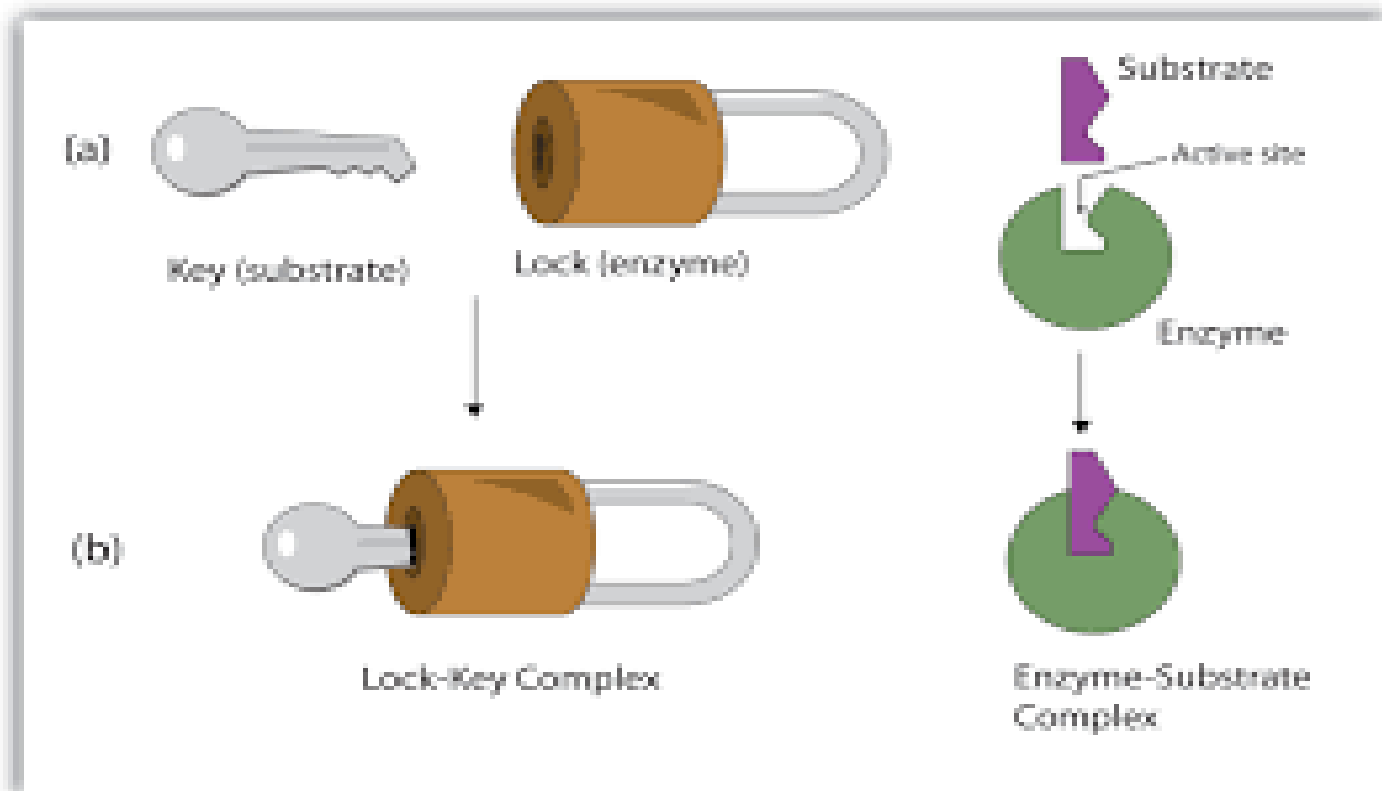 Substrate
(a)
Active site
Key (substrate)
Lock (enzyme)
Enzyme
(b)
Lock-Key Complex
Enzyme-Substrate
Complex